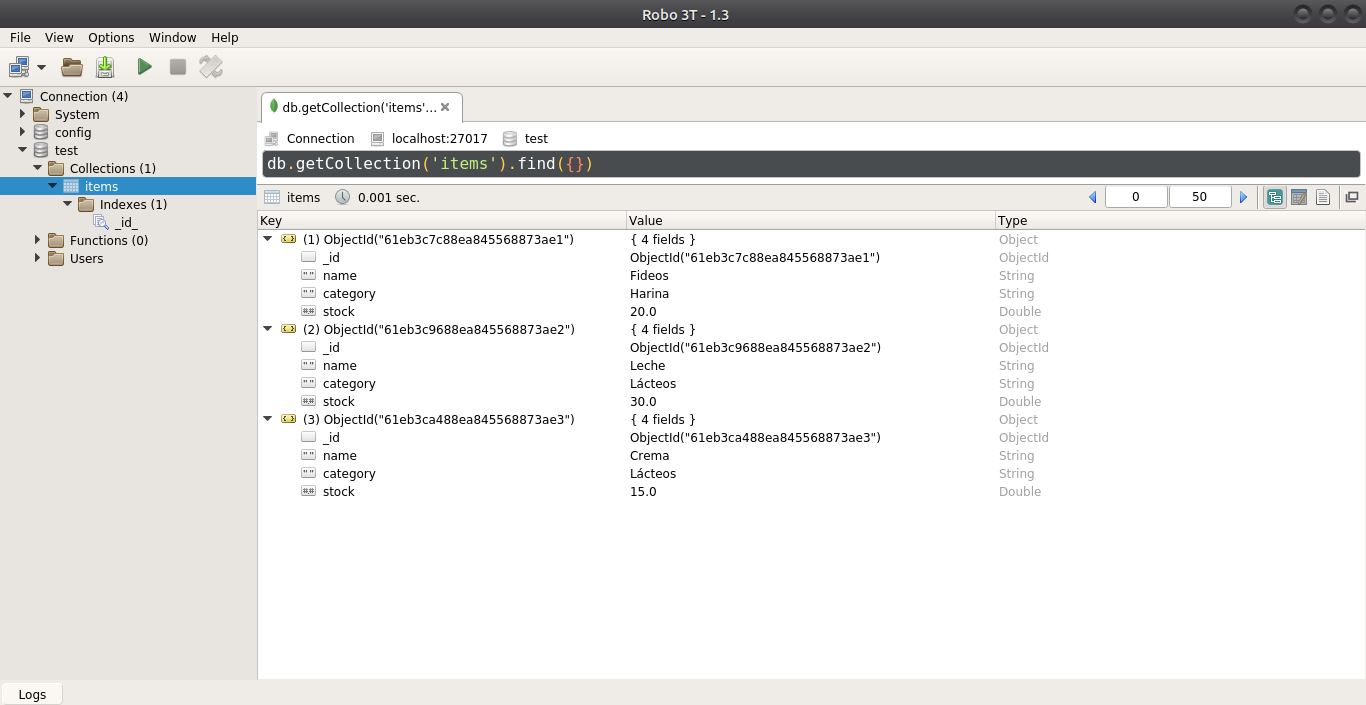 Robo 3T - 1.3
File View Options Window Help
Connection (4)
System
config
test
Collections (1)
items
Indexes (1)
_id_
Functions (0)
Users
db.getCollection('items'...
Connection localhost:27017 test
db.getCollection('items').find({})
items 0.001 sec. 0 50
Key Value Type
(1) ObjectId("61eb3c7c88ea845568873ae1") { 4 fields } Object
_id ObjectId("61eb3c7c88ea845568873ae1") ObjectId
name Fideos String
category Harina String
stock 20.0 Double
(2) ObjectId("61eb3c9688ea845568873ae2") { 4 fields } Object
_id ObjectId("61eb3c9688ea845568873ae2") ObjectId
name Leche String
category Lácteos String
stock 30.0 Double
(3) ObjectId("61eb3ca488ea845568873ae3") { 4 fields } Object
_id ObjectId("61eb3ca488ea845568873ae3") ObjectId
name Crema String
category Lácteos String
stock 15.0 Double
Logs